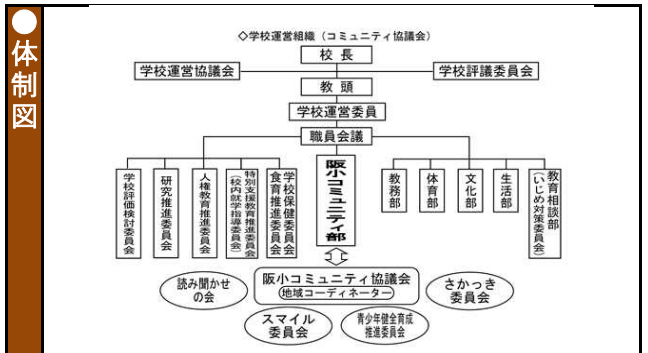 ●体制図
◇学校運営組織（コミュニティ協議会）
校長
学校運営協議会
学校評議委員会
教頭
学校運営委員
職員会議
学校評価検討委員会
研究推進委員会
人権教育推進委員会
特別支援教育推進委員会
（校内就学指導委員会）
学校保健委員会
食育推進委員会
阪小コミュニティ部
教務部
体育部
文化部
生活部
教育相談部
（いじめ対策委員会）
阪小コミュニティ協議会
地域コーディネーター
読み聞かせ
の会
さかっき
委員会
スマイル
委員会
青少年健全育成
推進委員会